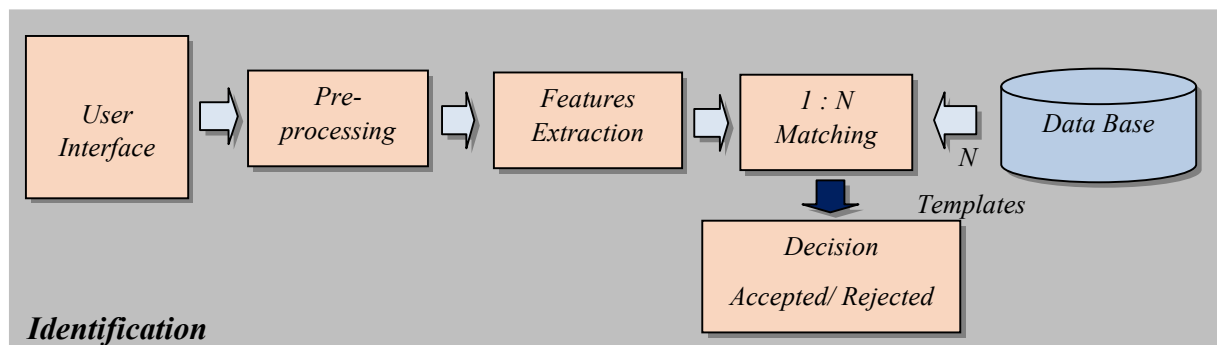 User
Interface
Pre-
processing
Features
Extraction
1 : N
Matching
Data Base
N
Templates
Decision
Accepted/ Rejected
Identification